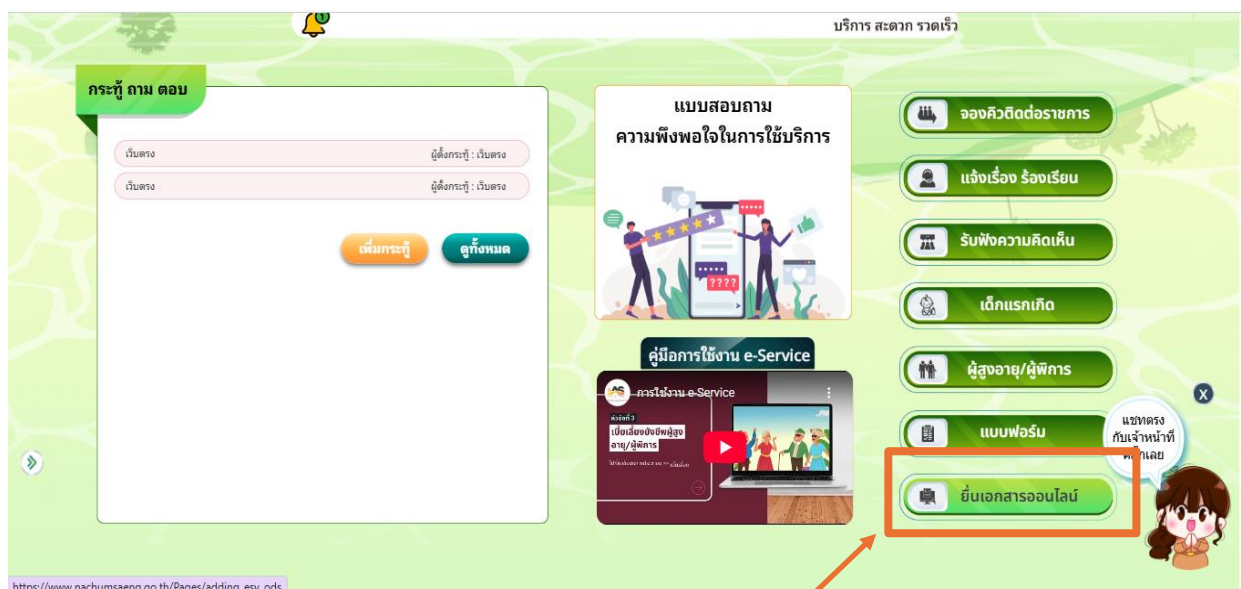 1
บริการ สะดวก รวดเร็ว
กระทู้ ถาม ตอบ
เว็บตรง
ผู้ตั้งกระทู้ : เว็บตรง
เว็บตรง
ผู้ตั้งกระทู้ : เว็บตรง
เพิ่มกระทู้
ดูทั้งหมด
แบบสอบถาม
ความพึงพอใจในการใช้บริการ
????
คู่มือการใช้งาน e-Service
การใช้งาน e-Service
หัวข้อที่ 3
เบี้ยเลี้ยงยังชีพผู้สูง
อายุ/ผู้พิการ
จองคิวติดต่อราชการ
แจ้งเรื่อง ร้องเรียน
รับฟังความคิดเห็น
เด็กแรกเกิด
ผู้สูงอายุ/ผู้พิการ
แบบฟอร์ม
ยื่นเอกสารออนไลน์
X
แชทตรง
กับเจ้าหน้าที่
คลิกเลย
https://www.nachumsaeng.go.th/Pages/adding_esv_ods